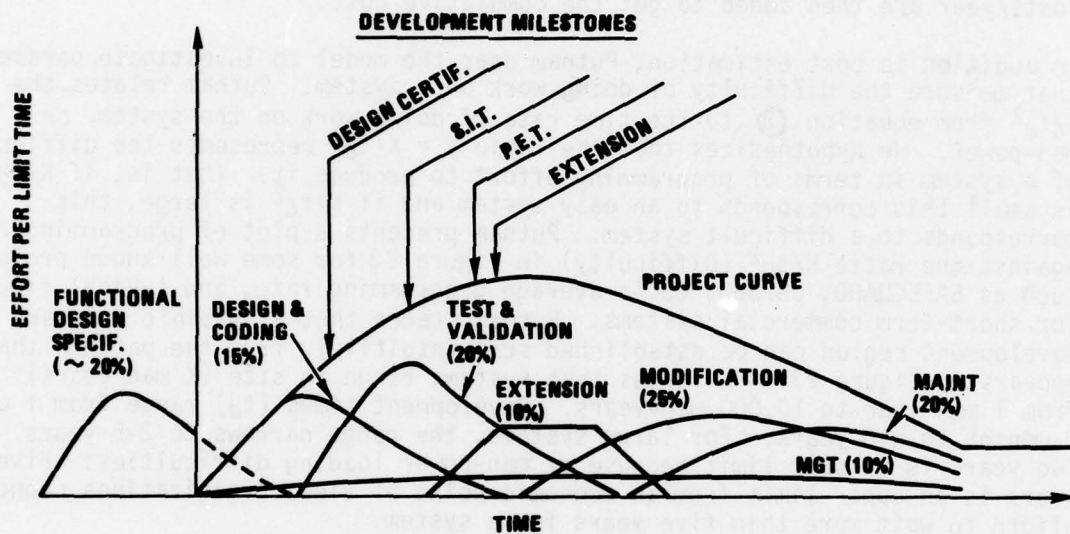 DEVELOPMENT MILESTONES
DESIGN CERTIF.
S.I.T.
P.E.T.
EXTENSION
EFFORT PER LIMIT TIME
FUNCTIONAL
DESIGN
SPECIF.
(~ 20%)
DESIGN &
CODING
(15%)
TEST &
VALIDATION
(20%)
EXTENSION
(10%)
PROJECT CURVE
MODIFICATION
(25%)
MAINT
(20%)
MGT (10%)
TIME